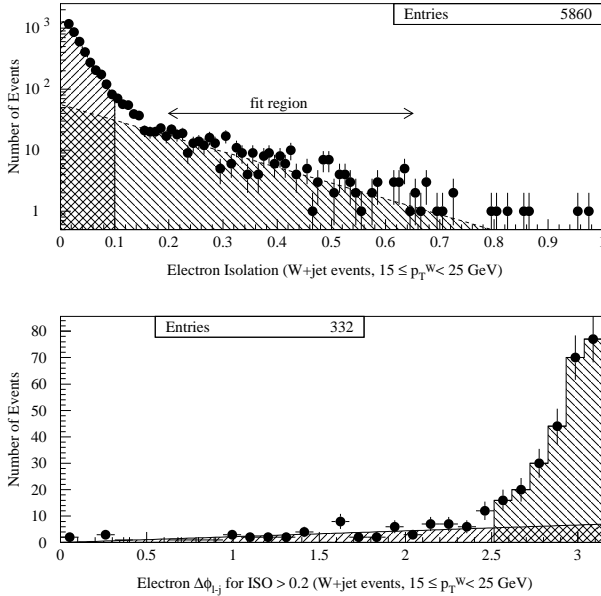 Entries 5860
Number of Events
10³
10²
10
1
fit region
0 0.1 0.2 0.3 0.4 0.5 0.6 0.7 0.8 0.9 1
Electron Isolation (W+jet events, 15 ≤ p_T^W < 25 GeV)
Entries 332
Number of Events
80
70
60
50
40
30
20
10
0
0 0.5 1 1.5 2 2.5 3
Electron Δϕ_l-j for ISO > 0.2 (W+jet events, 15 ≤ p_T^W < 25 GeV)